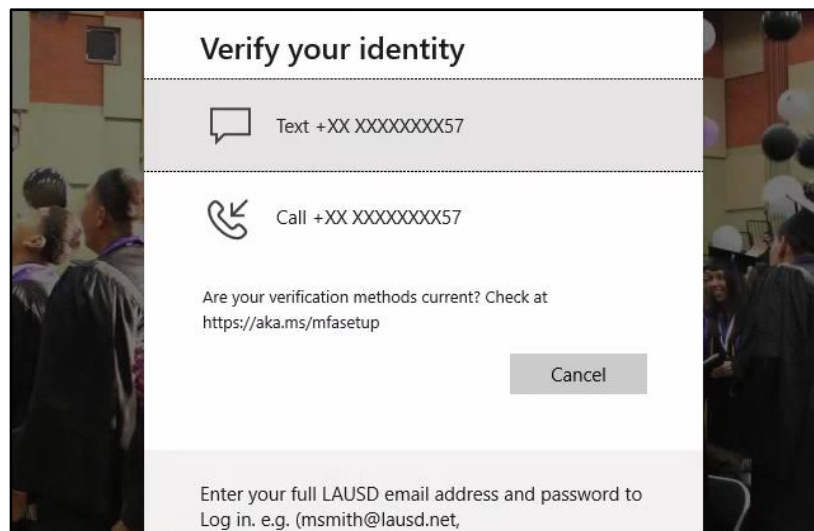 Verify your identity
Text +XX XXXXXXXX57
Call +XX XXXXXXXX57
Are your verification methods current? Check at
https://aka.ms/mfasetup
Cancel
Enter your full LAUSD email address and password to
Log in. e.g. (msmith@lausd.net,